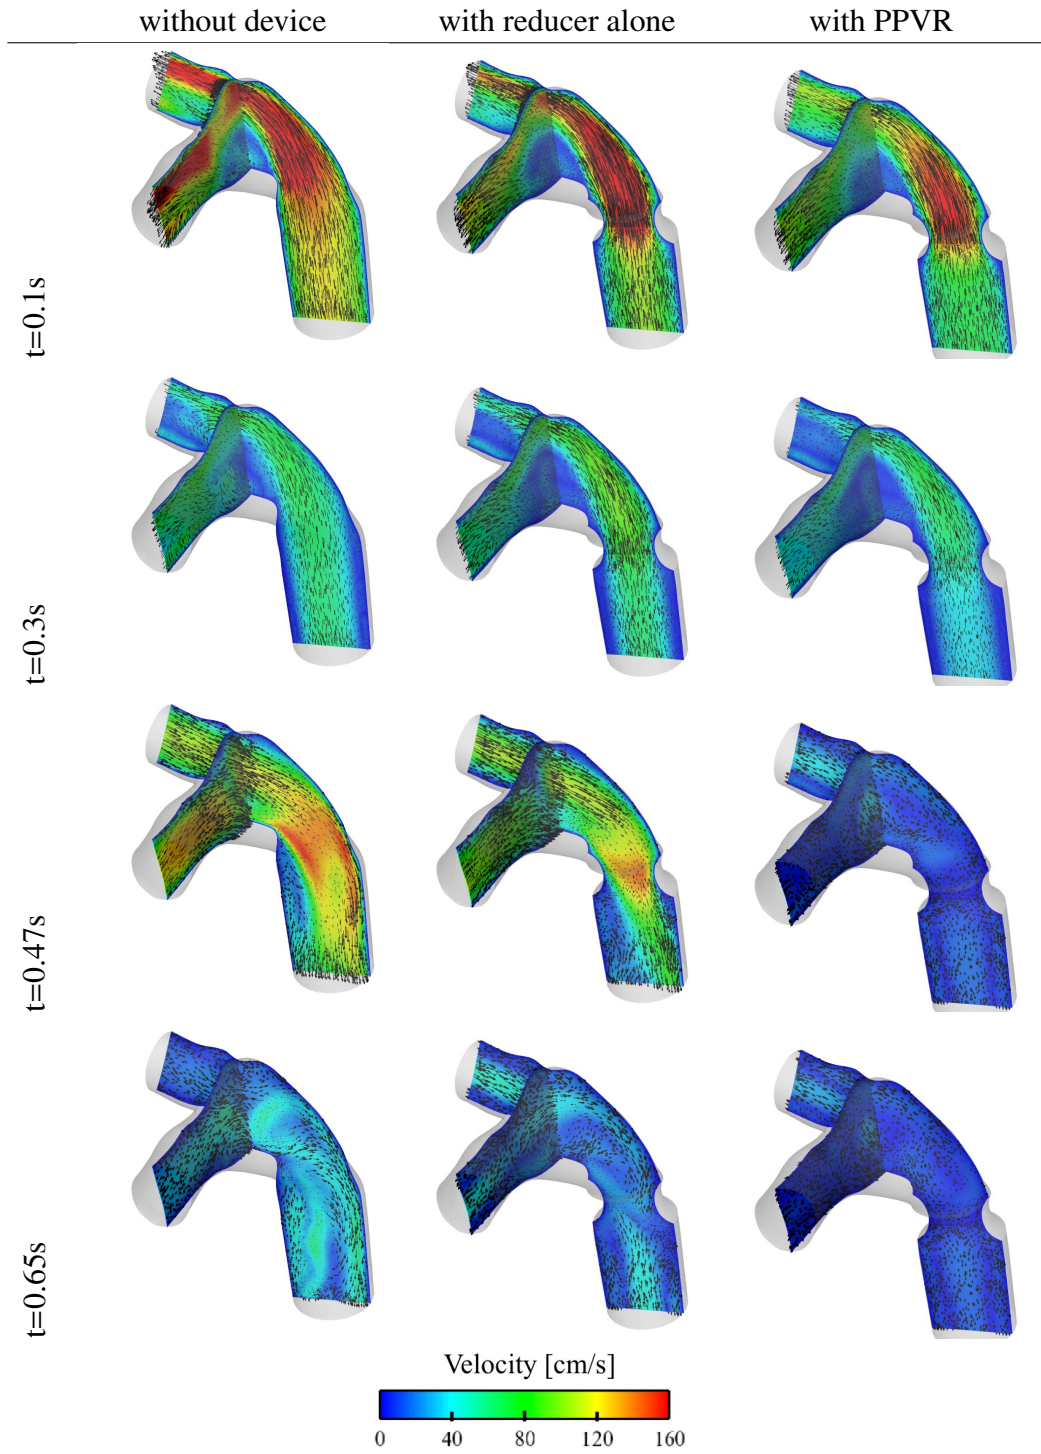 without device with reducer alone with PPVR
t=0.1s
t=0.3s
t=0.47s
t=0.65s
Velocity [cm/s]
0 40 80 120 160